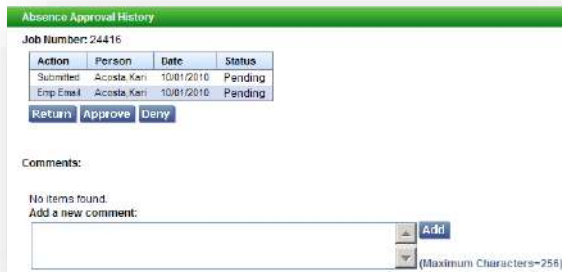 Absence Approval History
Job Number: 24416
Action Person Date Status
Submitted Acosta, Kari 10/01/2010 Pending
Emp Email Acosta, Kari 10/01/2010 Pending
Return Approve Deny
Comments:
No items found.
Add a new comment:
Add
(Maximum Characters=256)